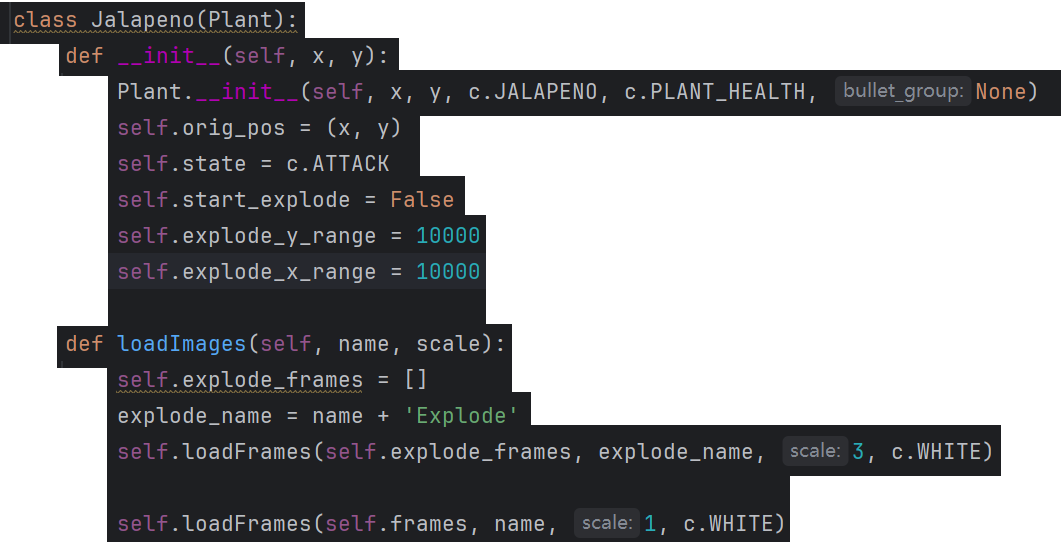 class Jalapeno(Plant):
def __init__(self, x, y):
Plant.__init__(self, x, y, c.JALAPENO, c.PLANT_HEALTH, bullet_group: None)
self.orig_pos = (x, y)
self.state = c.ATTACK
self.start_explode = False
self.explode_y_range = 10000
self.explode_x_range = 10000
def loadImages(self, name, scale):
self.explode_frames = []
explode_name = name + 'Explode'
self.loadFrames(self.explode_frames, explode_name, scale: 3, c.WHITE)
self.loadFrames(self.frames, name, scale: 1, c.WHITE)